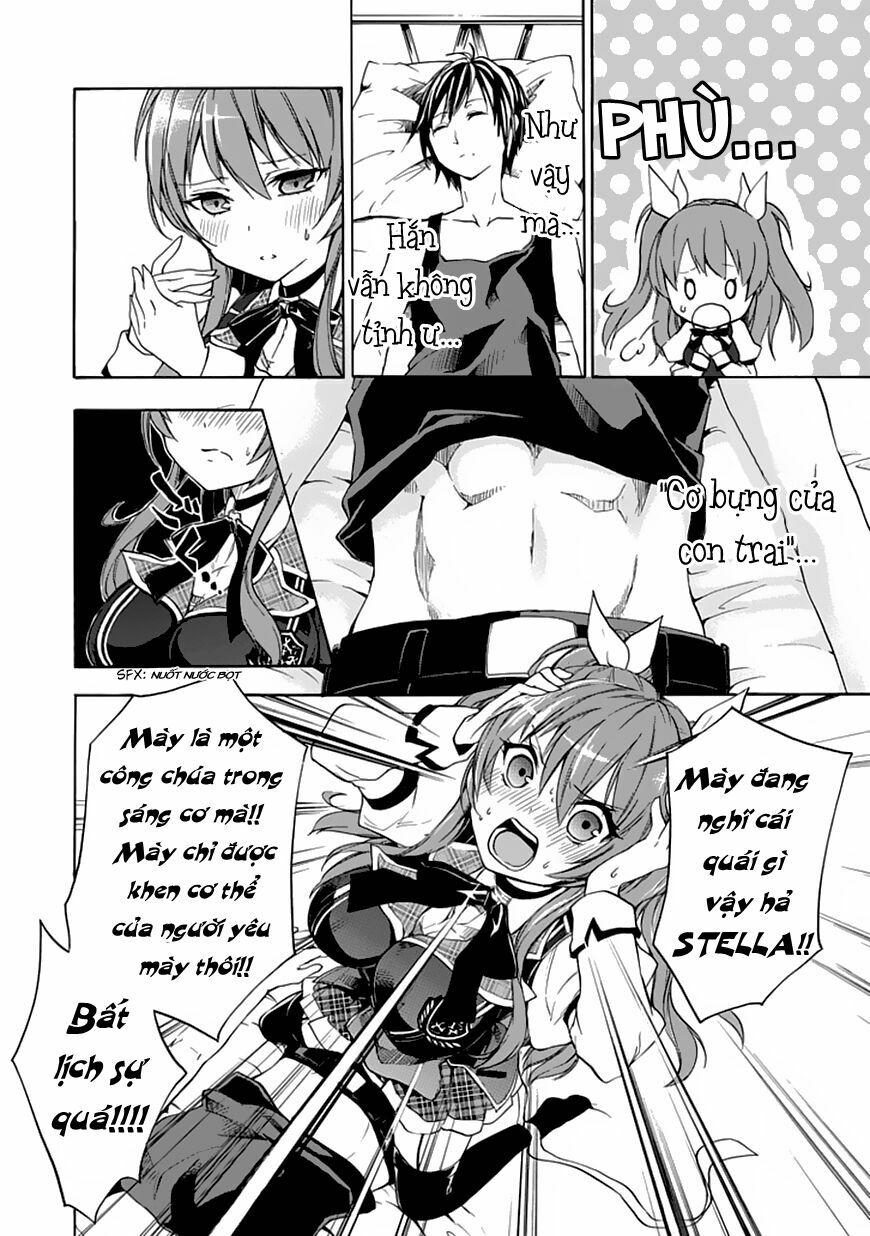 PHÙ...
Như
vậy
mà...
Hắn
vẫn không
tỉnh ư...
"Cơ bụng của
con trai"...
SFX: NUỐT NƯỚC BỌT
Mày đang
nghĩ cái
quái gì
vậy hả
STELLA!!
Mày là một
công chúa trong
sáng cơ mà!!
Mày chỉ được
khen cơ thể
của người yêu
mày thôi!!
Bất
lịch sự
quá!!!!